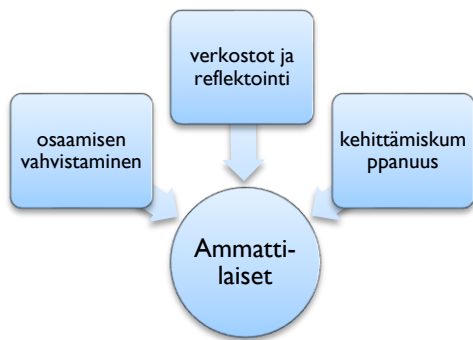 verkostot ja
reflektointi
osaamisen
vahvistaminen
kehittämiskum
ppanuus
Ammatti-
laiset